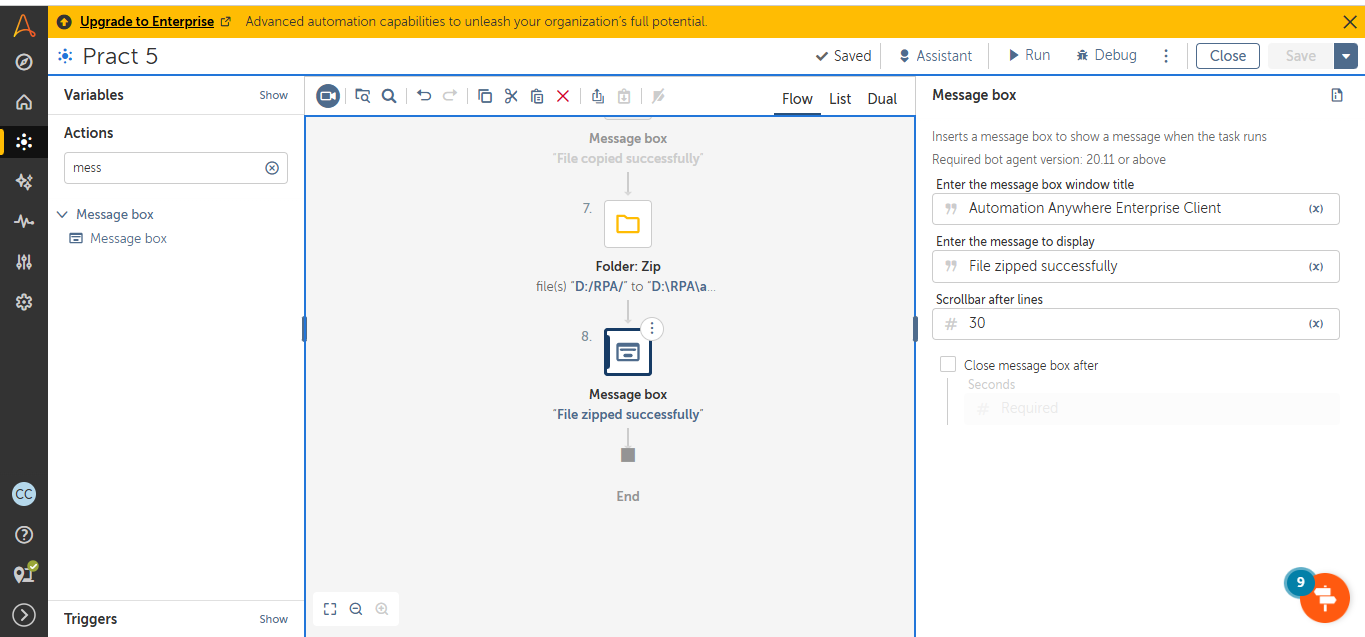 Upgrade to Enterprise Advanced automation capabilities to unleash your organization's full potential.
Pract 5
Saved
Assistant
Run
Debug
Close
Save
Variables
Show
Actions
mess
Message box
Message box
Triggers
Show
Flow
List
Dual
Message box
"File copied successfully"
7.
Folder: Zip
file(s) "D:/RPA/" to "D:\RPA\a...
8.
Message box
"File zipped successfully"
End
Message box
Inserts a message box to show a message when the task runs
Required bot agent version: 20.11 or above
Enter the message box window title
Automation Anywhere Enterprise Client
(x)
Enter the message to display
File zipped successfully
(x)
Scrollbar after lines
# 30
(x)
Close message box after
Seconds
# Required
CC
9